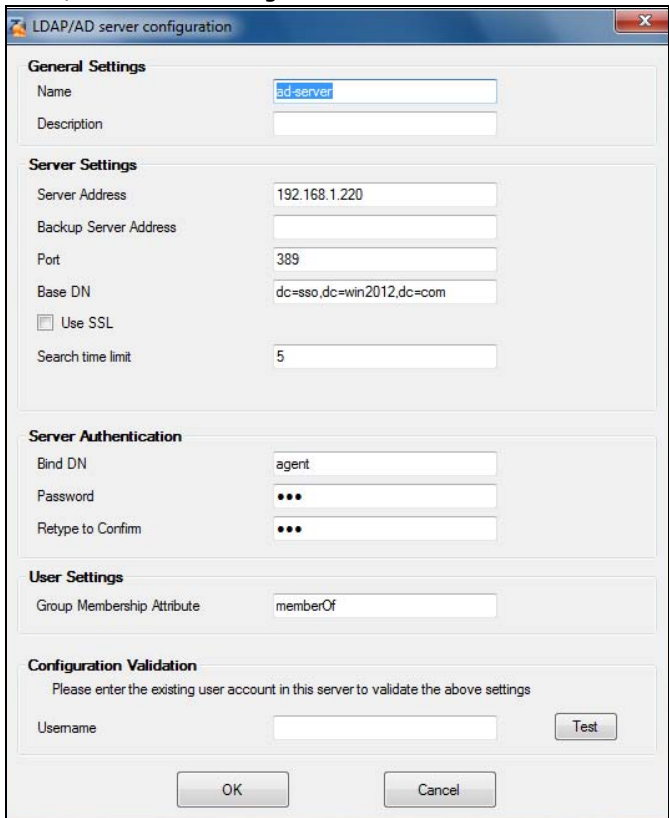 LDAP/AD server configuration
General Settings
Name ad-server
Description
Server Settings
Server Address 192.168.1.220
Backup Server Address
Port 389
Base DN dc=sso,dc=win2012,dc=com
Use SSL
Search time limit 5
Server Authentication
Bind DN agent
Password •••
Retype to Confirm •••
User Settings
Group Membership Attribute memberOf
Configuration Validation
Please enter the existing user account in this server to validate the above settings
Username Test
OK Cancel